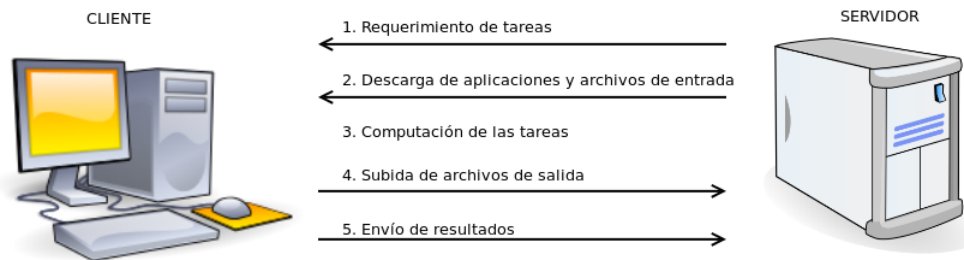 CLIENTE
SERVIDOR
1. Requerimiento de tareas
2. Descarga de aplicaciones y archivos de entrada
3. Computación de las tareas
4. Subida de archivos de salida
5. Envío de resultados